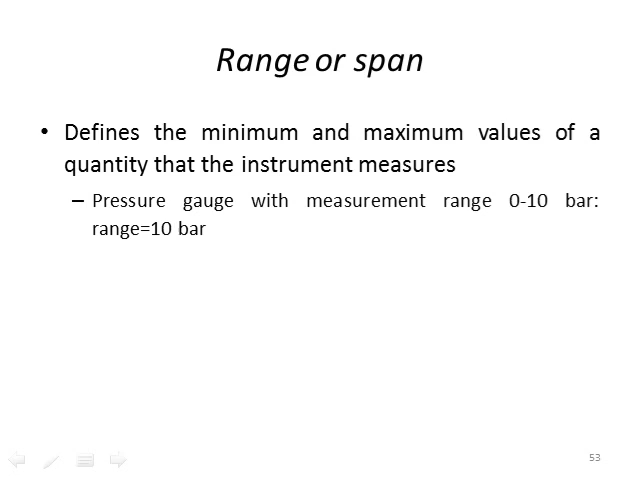 Range or span
• Defines the minimum and maximum values of a
quantity that the instrument measures
– Pressure gauge with measurement range 0-10 bar:
range=10 bar
53